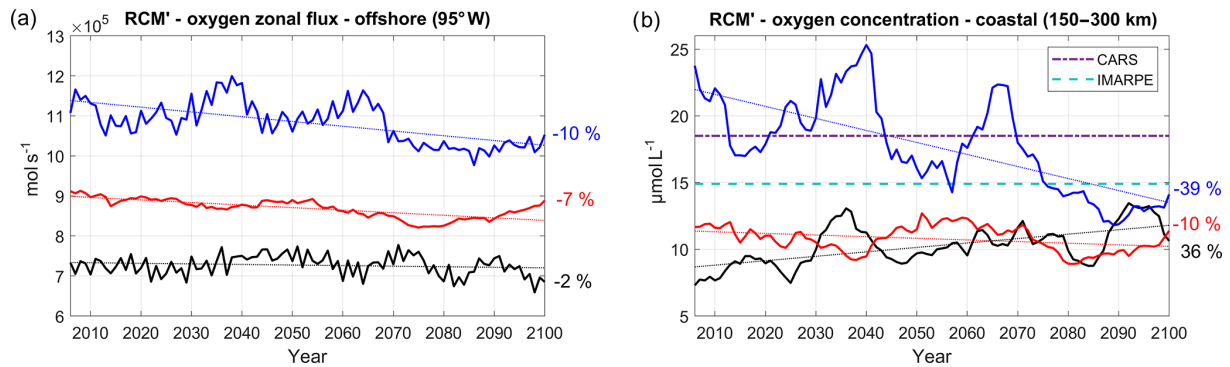 (a)
RCM' - oxygen zonal flux - offshore (95° W)
×10⁵
13
12
11
10
9
8
7
6
mol s⁻¹
2010 2020 2030 2040 2050 2060 2070 2080 2090 2100
Year
-10 %
-7 %
-2 %
(b)
RCM' - oxygen concentration - coastal (150–300 km)
25
20
15
10
5
μmol L⁻¹
2010 2020 2030 2040 2050 2060 2070 2080 2090 2100
Year
CARS
IMARPE
-39 %
-10 %
36 %